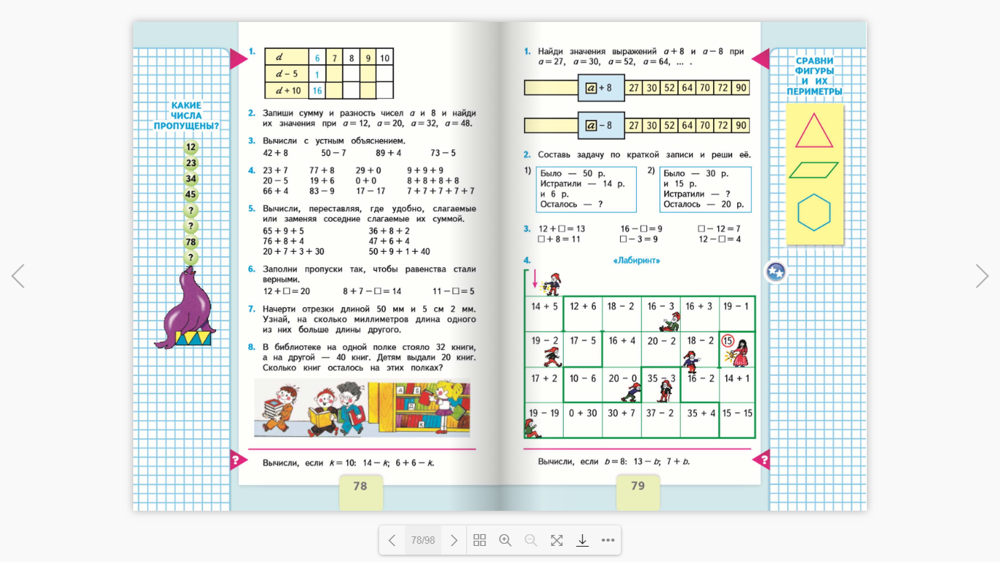 КАКИЕ
ЧИСЛА
ПРОПУЩЕНЫ?
12
23
34
45
?
?
78
?
1.
d 6 7 8 9 10
d − 5 1
d + 10 16
2. Запиши сумму и разность чисел a и 8 и найди
их значения при a = 12, a = 20, a = 32, a = 48.
3. Вычисли с устным объяснением.
42 + 8 50 − 7 89 + 4 73 − 5
4. 23 + 7 77 + 8 29 + 0 9 + 9 + 9
20 − 5 19 + 6 0 + 0 8 + 8 + 8 + 8
66 + 4 83 − 9 17 − 17 7 + 7 + 7 + 7 + 7
5. Вычисли, переставляя, где удобно, слагаемые
или заменяя соседние слагаемые их суммой.
65 + 9 + 5 36 + 8 + 2
76 + 8 + 4 47 + 6 + 4
20 + 7 + 3 + 30 50 + 9 + 1 + 40
6. Заполни пропуски так, чтобы равенства стали
верными.
12 + □ = 20 8 + 7 − □ = 14 11 − □ = 5
7. Начерти отрезки длиной 50 мм и 5 см 2 мм.
Узнай, на сколько миллиметров длина одного
из них больше длины другого.
8. В библиотеке на одной полке стояло 32 книги,
а на другой — 40 книг. Детям выдали 20 книг.
Сколько книг осталось на этих полках?
А Б
В
Д
К
? Вычисли, если k = 10: 14 − k; 6 + 6 − k.
78
1. Найди значения выражений a + 8 и a − 8 при
a = 27, a = 30, a = 52, a = 64, ... .
a + 8 27 30 52 64 70 72 90
a − 8 27 30 52 64 70 72 90
2. Составь задачу по краткой записи и реши её.
1) Было — 50 р.
Истратили — 14 р.
и 6 р.
Осталось — ?
2) Было — 30 р.
и 15 р.
Истратили — ?
Осталось — 20 р.
3. 12 + □ = 13 16 − □ = 9 □ − 12 = 7
□ + 8 = 11 □ − 3 = 9 12 − □ = 4
4. «Лабиринт»
14 + 5 12 + 6 18 − 2 16 − 3 16 + 3 19 − 1
19 − 2 17 − 5 16 + 4 20 − 2 18 − 2 15
17 + 2 10 − 6 20 − 0 35 − 3 16 − 2 14 + 1
19 − 19 0 + 30 30 + 7 37 − 2 35 + 4 15 − 15
Вычисли, если b = 8: 13 − b; 7 + b. ?
79
СРАВНИ
ФИГУРЫ
И ИХ
ПЕРИМЕТРЫ
78/98